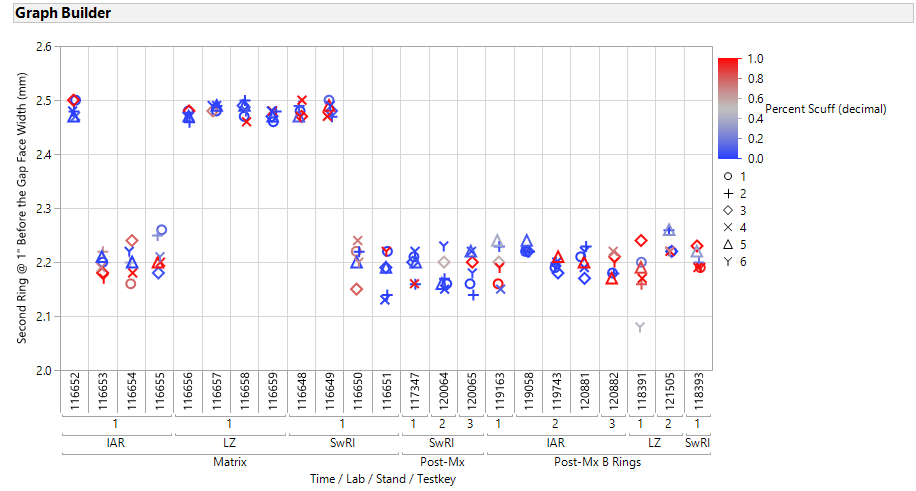 Graph Builder
2.6
2.5
2.4
2.3
2.2
2.1
2.0
Second Ring @ 1" Before the Gap Face Width (mm)
116652 116653 116654 116655 116656 116657 116658 116659 116648 116649 116650 116651 117347 120064 120065 119163 119058 119743 120881 120882 118391 121505 118393
1 1 1 1 2 3 1 2 3 1 2 1
IAR LZ SwRI SwRI IAR LZ SwRI
Matrix Post-Mx Post-Mx B Rings
Time / Lab / Stand / Testkey
1.0
0.8
0.6
0.4
0.2
0.0
Percent Scuff (decimal)
1
2
3
4
5
6